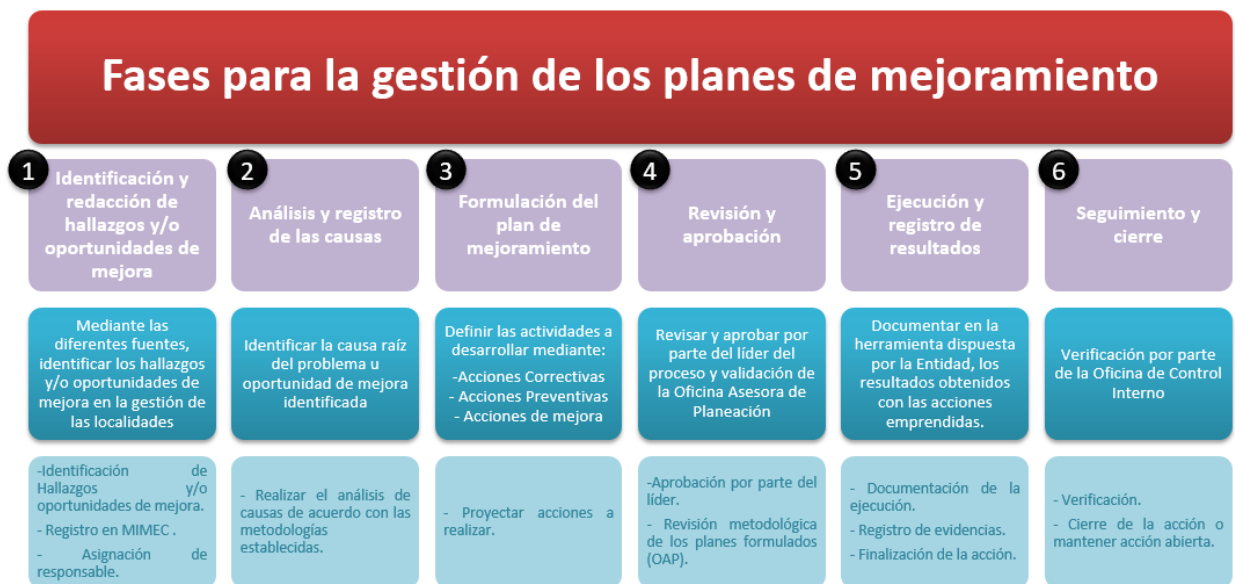 Fases para la gestión de los planes de mejoramiento
1
Identificación y
redacción de
hallazgos y/o
oportunidades de
mejora
2
Análisis y registro
de las causas
3
Formulación del
plan de
mejoramiento
4
Revisión y
aprobación
5
Ejecución y
registro de
resultados
6
Seguimiento y
cierre
Mediante las
diferentes fuentes,
identificar los hallazgos
y/o oportunidades de
mejora en la gestión de
las localidades
Identificar la causa raíz
del problema u
oportunidad de mejora
identificada
Definir las actividades a
desarrollar mediante:
-Acciones Correctivas
- Acciones Preventivas
- Acciones de mejora
Revisar y aprobar por
parte del líder del
proceso y validación de
la Oficina Asesora de
Planeación
Documentar en la
herramienta dispuesta
por la Entidad, los
resultados obtenidos
con las acciones
emprendidas.
Verificación por parte
de la Oficina de Control
Interno
-Identificación de
Hallazgos y/o
oportunidades de mejora.
- Registro en MIMEC .
- Asignación de
responsable.
- Realizar el análisis de
causas de acuerdo con las
metodologías
establecidas.
- Proyectar acciones a
realizar.
-Aprobación por parte del
líder.
- Revisión metodológica
de los planes formulados
(OAP).
- Documentación de la
ejecución.
- Registro de evidencias.
- Finalización de la acción.
- Verificación.
- Cierre de la acción o
mantener acción abierta.